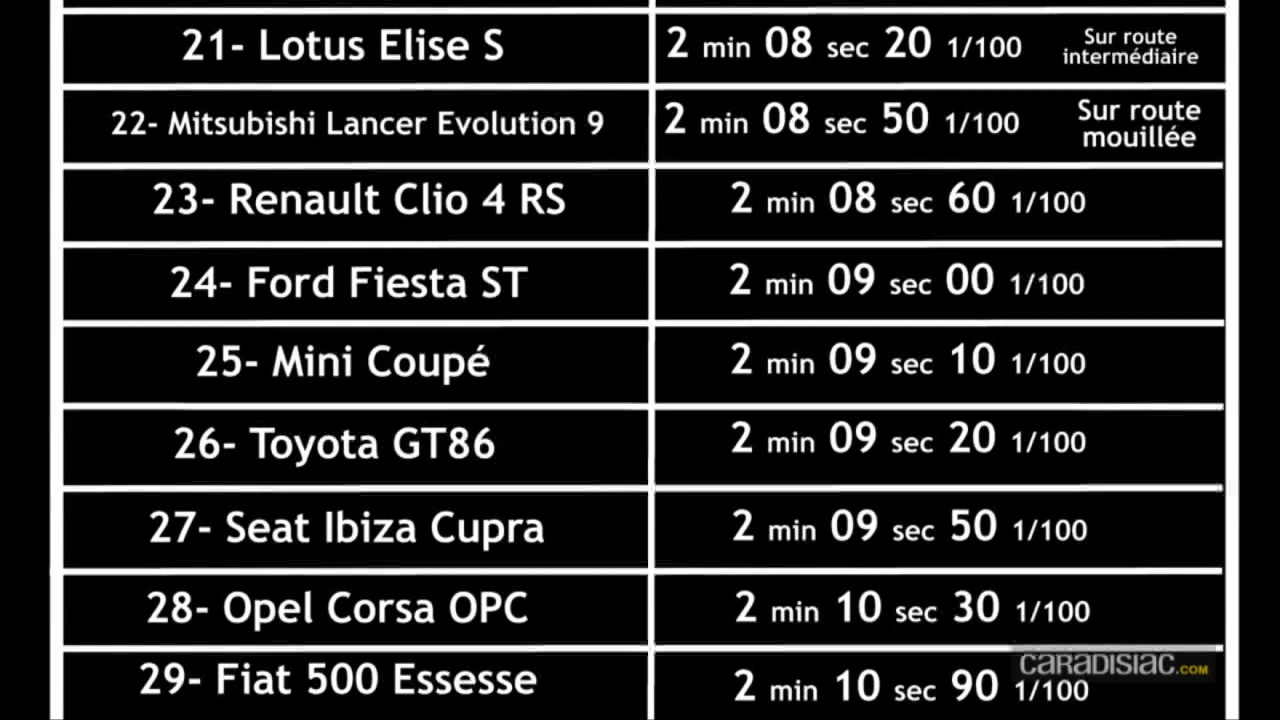 21- Lotus Elise S
2 min 08 sec 20 1/100
Sur route
intermédiaire
22- Mitsubishi Lancer Evolution 9
2 min 08 sec 50 1/100
Sur route
mouillée
23- Renault Clio 4 RS
2 min 08 sec 60 1/100
24- Ford Fiesta ST
2 min 09 sec 00 1/100
25- Mini Coupé
2 min 09 sec 10 1/100
26- Toyota GT86
2 min 09 sec 20 1/100
27- Seat Ibiza Cupra
2 min 09 sec 50 1/100
28- Opel Corsa OPC
2 min 10 sec 30 1/100
29- Fiat 500 Essesse
2 min 10 sec 90 1/100
CARADISIAC.COM